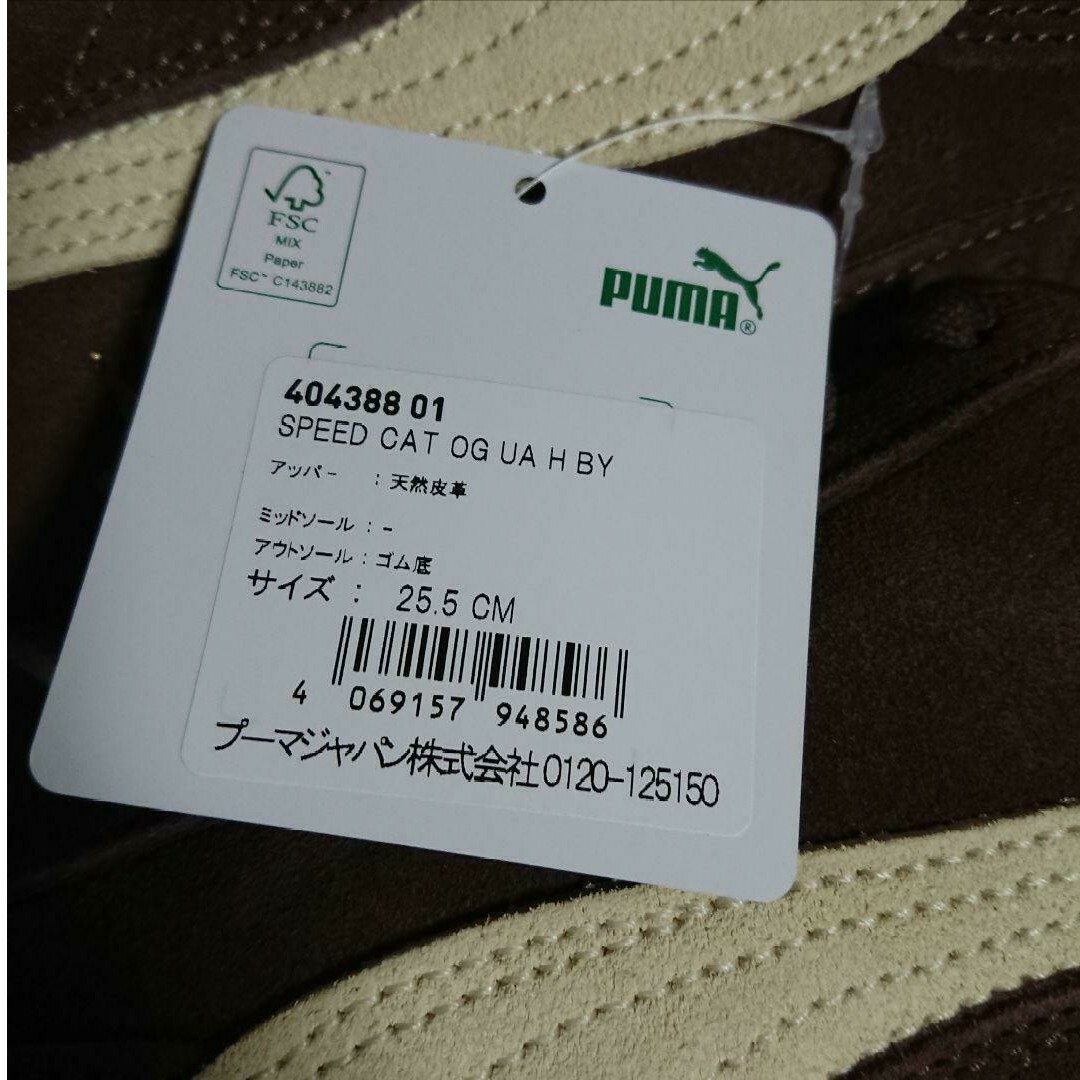 FSC
MIX
Paper
FSC™ C143882
PUMA®
404388 01
SPEED CAT OG UA H BY
アッパー : 天然皮革
ミッドソール : -
アウトソール : ゴム底
サイズ : 25.5 CM
4 069157 948586
プーマジャパン株式会社0120-125150